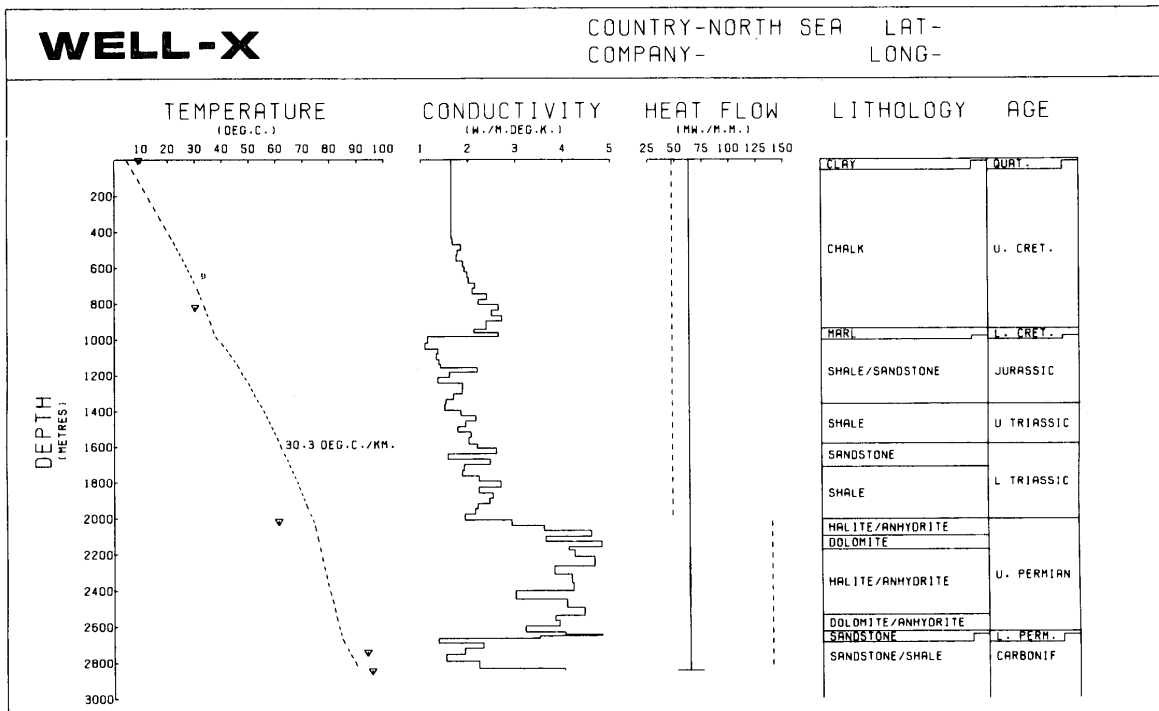 WELL-X
COUNTRY-NORTH SEA LAT-
COMPANY- LONG-
TEMPERATURE
(DEG.C.)
10 20 30 40 50 60 70 80 90 100
CONDUCTIVITY
(W./M.DEG.K.)
1 2 3 4 5
HEAT FLOW
(MW./M.M.)
25 50 75 100 125 150
LITHOLOGY
AGE
DEPTH
(METRES)
200
400
600
800
1000
1200
1400
1600
1800
2000
2200
2400
2600
2800
3000
30.3 DEG.C./KM.
CLAY QUAT.
CHALK U. CRET.
MARL L. CRET.
SHALE/SANDSTONE JURASSIC
SHALE U TRIASSIC
SANDSTONE
L TRIASSIC
SHALE
HALITE/ANHYDRITE
DOLOMITE
U. PERMIAN
HALITE/ANHYDRITE
DOLOMITE/ANHYDRITE
SANDSTONE L. PERM.
SANDSTONE/SHALE CARBONIF